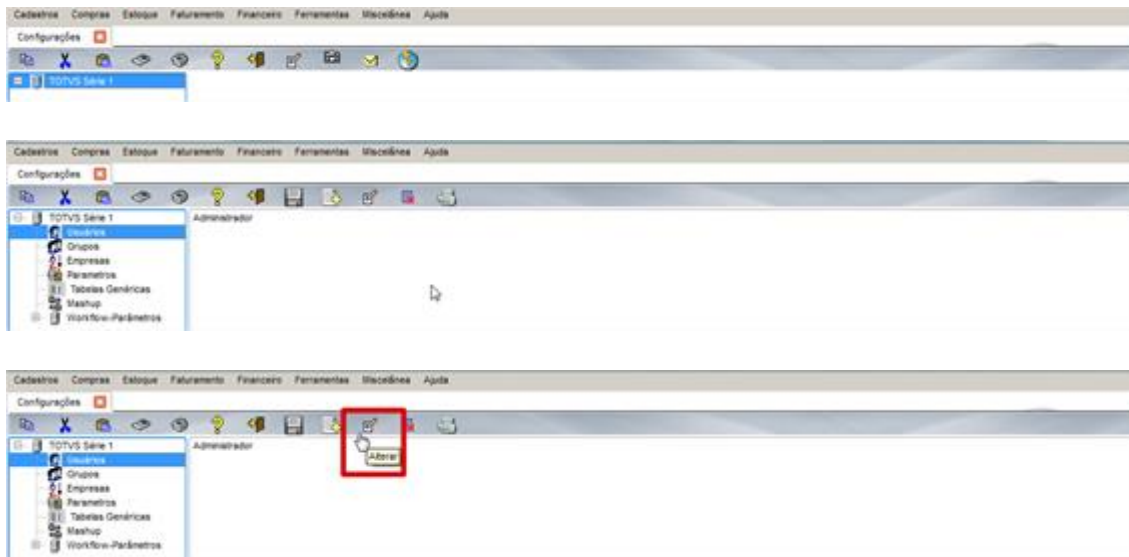 Cadastros Compras Estoque Faturamento Financeiro Ferramentas Miscelânea Ajuda
Configurações
TOTVS Série 1
Cadastros Compras Estoque Faturamento Financeiro Ferramentas Miscelânea Ajuda
Configurações
TOTVS Série 1 Administrador
Usuários
Grupos
Empresas
Parametros
Tabelas Genéricas
Mashup
Workflow-Parâmetros
Cadastros Compras Estoque Faturamento Financeiro Ferramentas Miscelânea Ajuda
Configurações
Alterar
TOTVS Série 1 Administrador
Usuários
Grupos
Empresas
Parametros
Tabelas Genéricas
Mashup
Workflow-Parâmetros